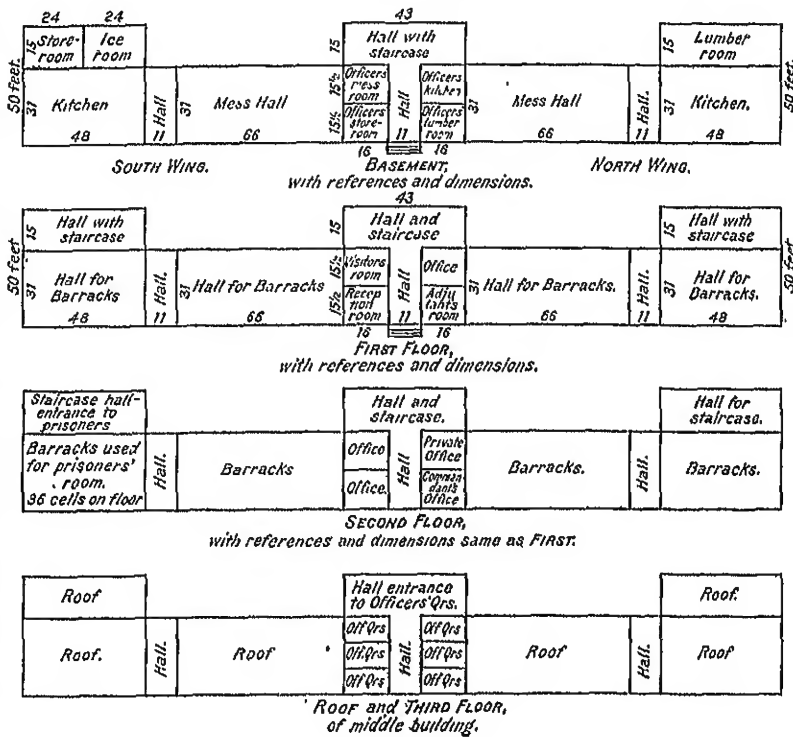 24 24 43
15 Store- room
Ice room
15 Hall with staircase
15 Lumber room
50 feet.
31 Kitchen 48
Hall. 11
31 Mess Hall 66
15½ Officers mess room
15½ Officers store- room 16
Hall 11
Officers kitchen
Officers lumber room 16
31 Mess Hall 66
Hall. 11
31 Kitchen. 48
50 feet.
SOUTH WING. BASEMENT, NORTH WING.
with references and dimensions.
43
15 Hall with staircase
15 Hall and staircase
15 Hall with staircase
50 feet
31 Hall for Barracks 48
Hall. 11
31 Hall for Barracks 66
15½ Visitors room
15½ Recep tion room 16
Hall 11
Office
Adju tants room 16
31 Hall for Barracks. 66
Hall. 11
31 Hall for Barracks. 48
50 feet
FIRST FLOOR,
with references and dimensions.
Staircase hall-
entrance to
prisoners
Hall and
staircase.
Hall for
staircase.
Barracks used
for prisoners'
room.
36 cells on floor
Hall.
Barracks
Office
Office.
Hall
Private
Office
Comman
dant's
Office
Barracks.
Hall.
Barracks.
SECOND FLOOR,
with references and dimensions same as FIRST.
Roof
Hall entrance
to Officers' Qrs.
Roof.
Roof.
Hall.
Roof
Off Qrs
Off. Qrs
Off Qrs
Hall.
Off Qrs
Off. Qrs
Off Qrs
Roof
Hall.
Roof
ROOF AND THIRD FLOOR,
of middle building.